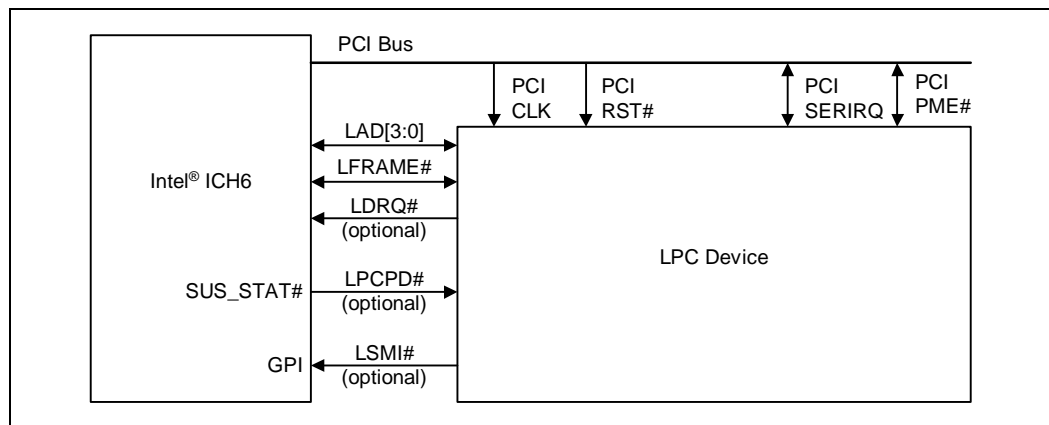 PCI Bus
PCI
CLK
PCI
RST#
PCI
SERIRQ
PCI
PME#
LAD[3:0]
LFRAME#
Intel® ICH6
LDRQ#
(optional)
LPC Device
SUS_STAT#
LPCPD#
(optional)
GPI
LSMI#
(optional)